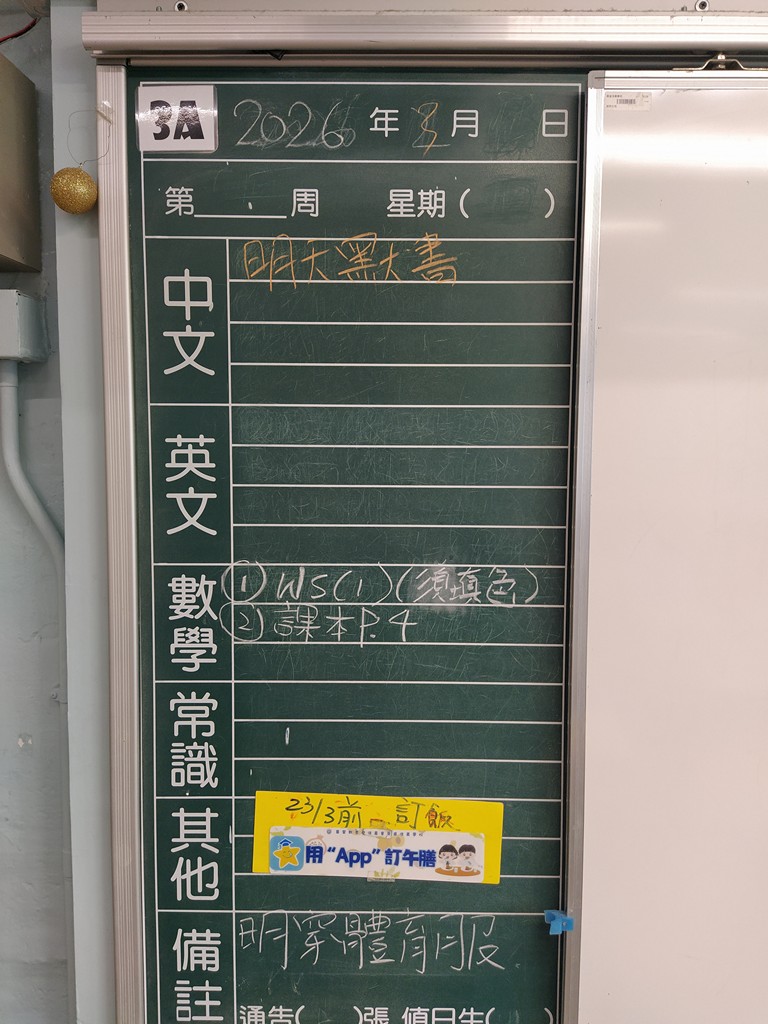 3A 2026 年 3 月 日
第 周 星期( )
中文
明天默書
英文
數學
① WS(1)(須填色)
② 課本P.4
常識
其他
23/3前 訂飯
用 “App” 訂午膳
備註
明穿體育服
通告( )張 值日生( )